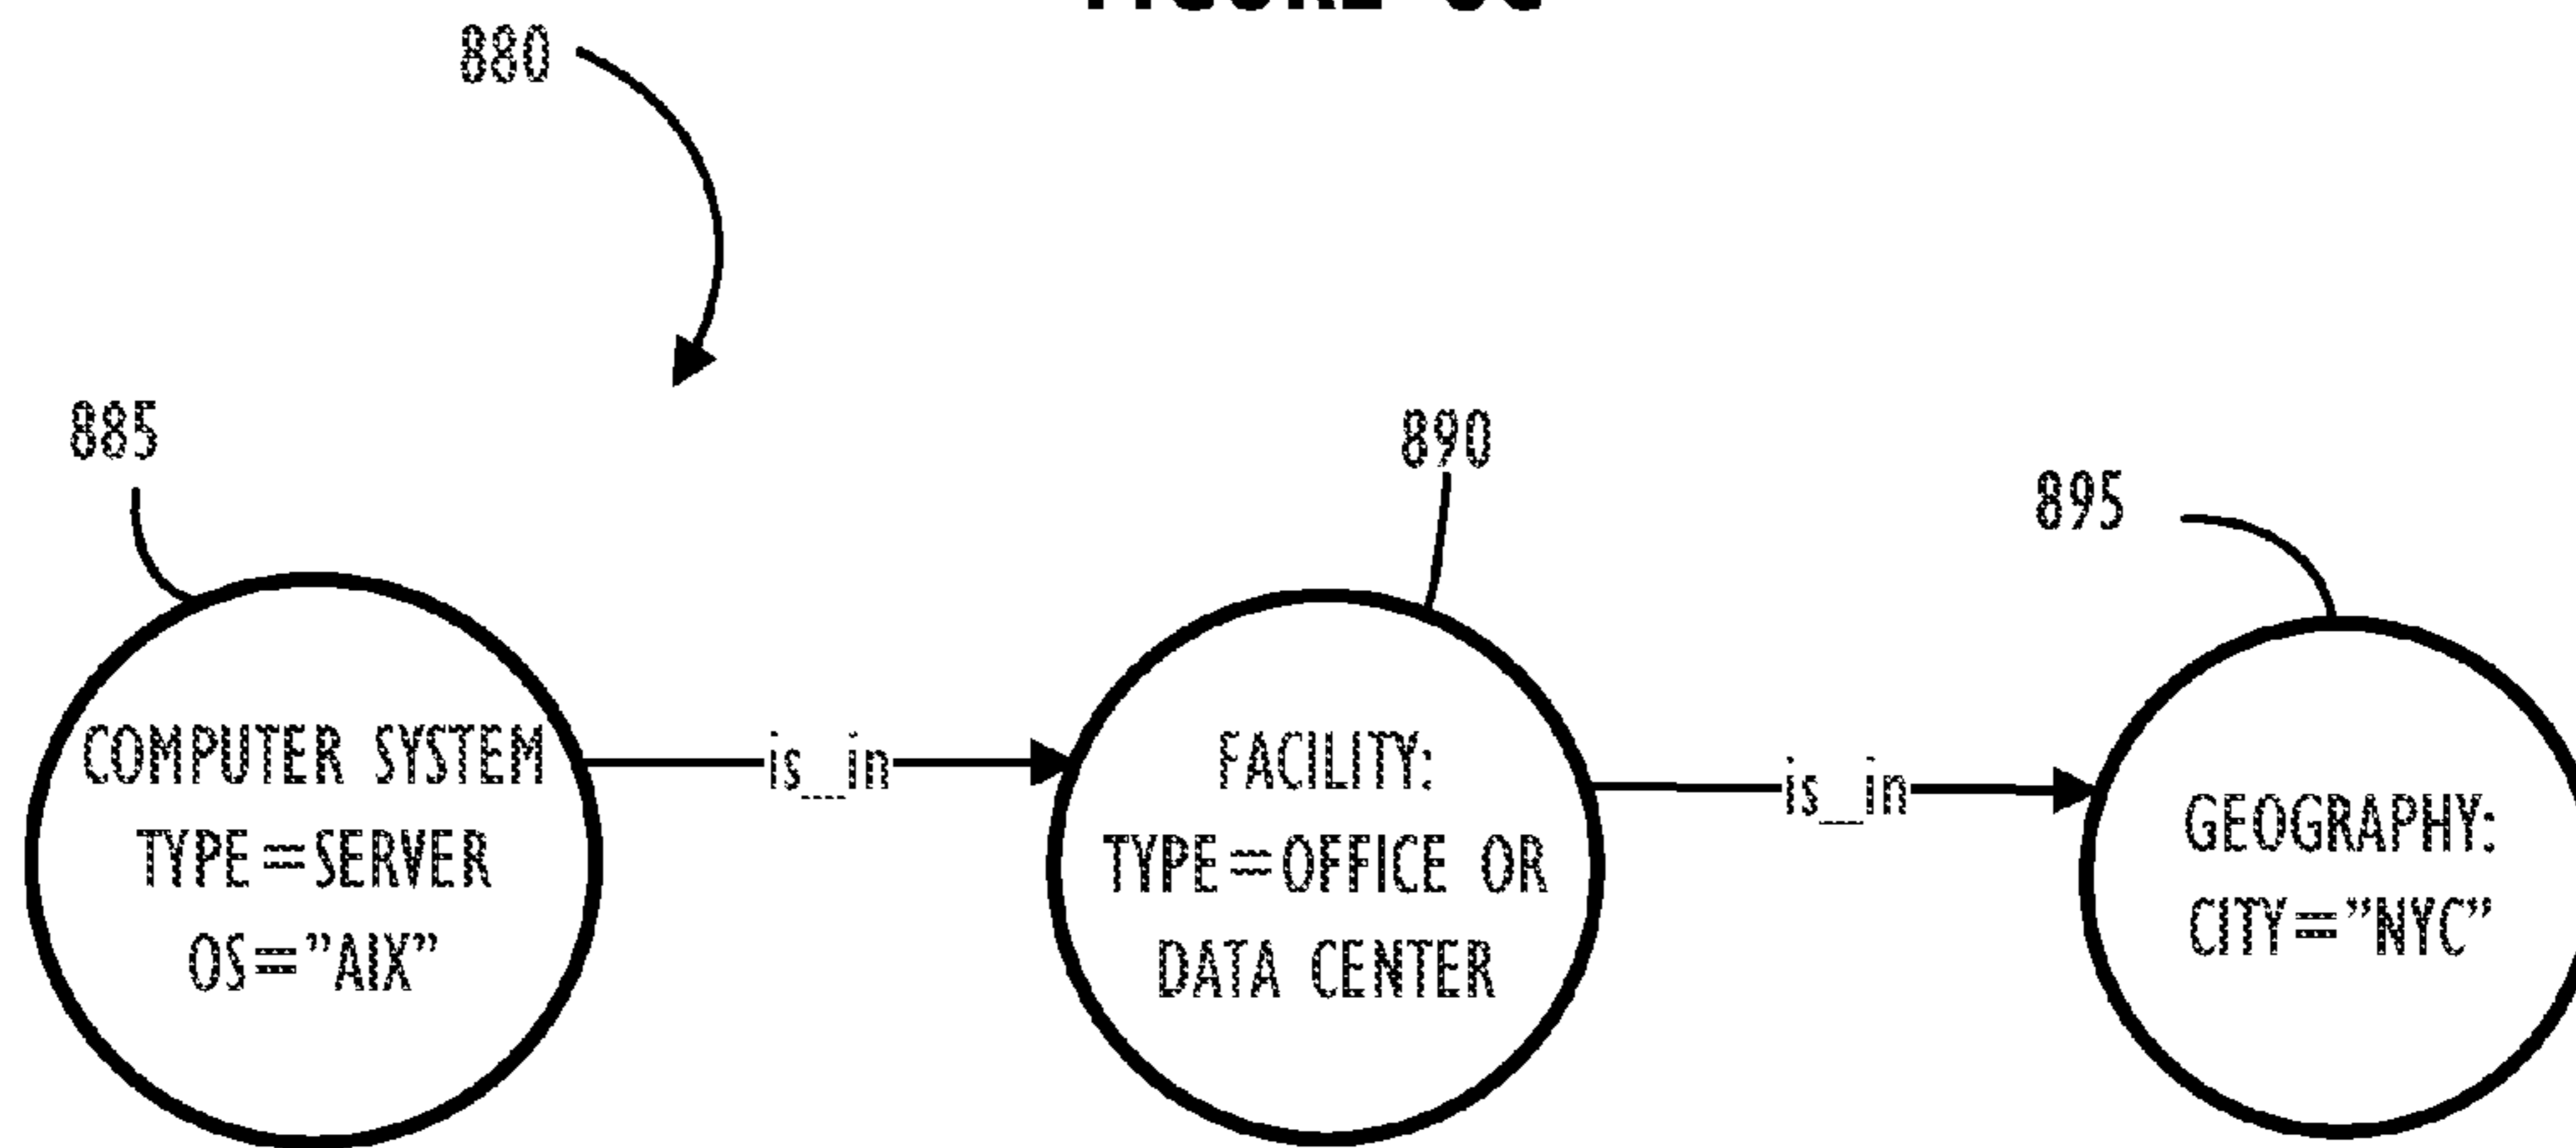 880
885
890
895
COMPUTER SYSTEM
TYPE=SERVER
OS="AIX"
is_in
FACILITY:
TYPE=OFFICE OR
DATA CENTER
is_in
GEOGRAPHY:
CITY="NYC"